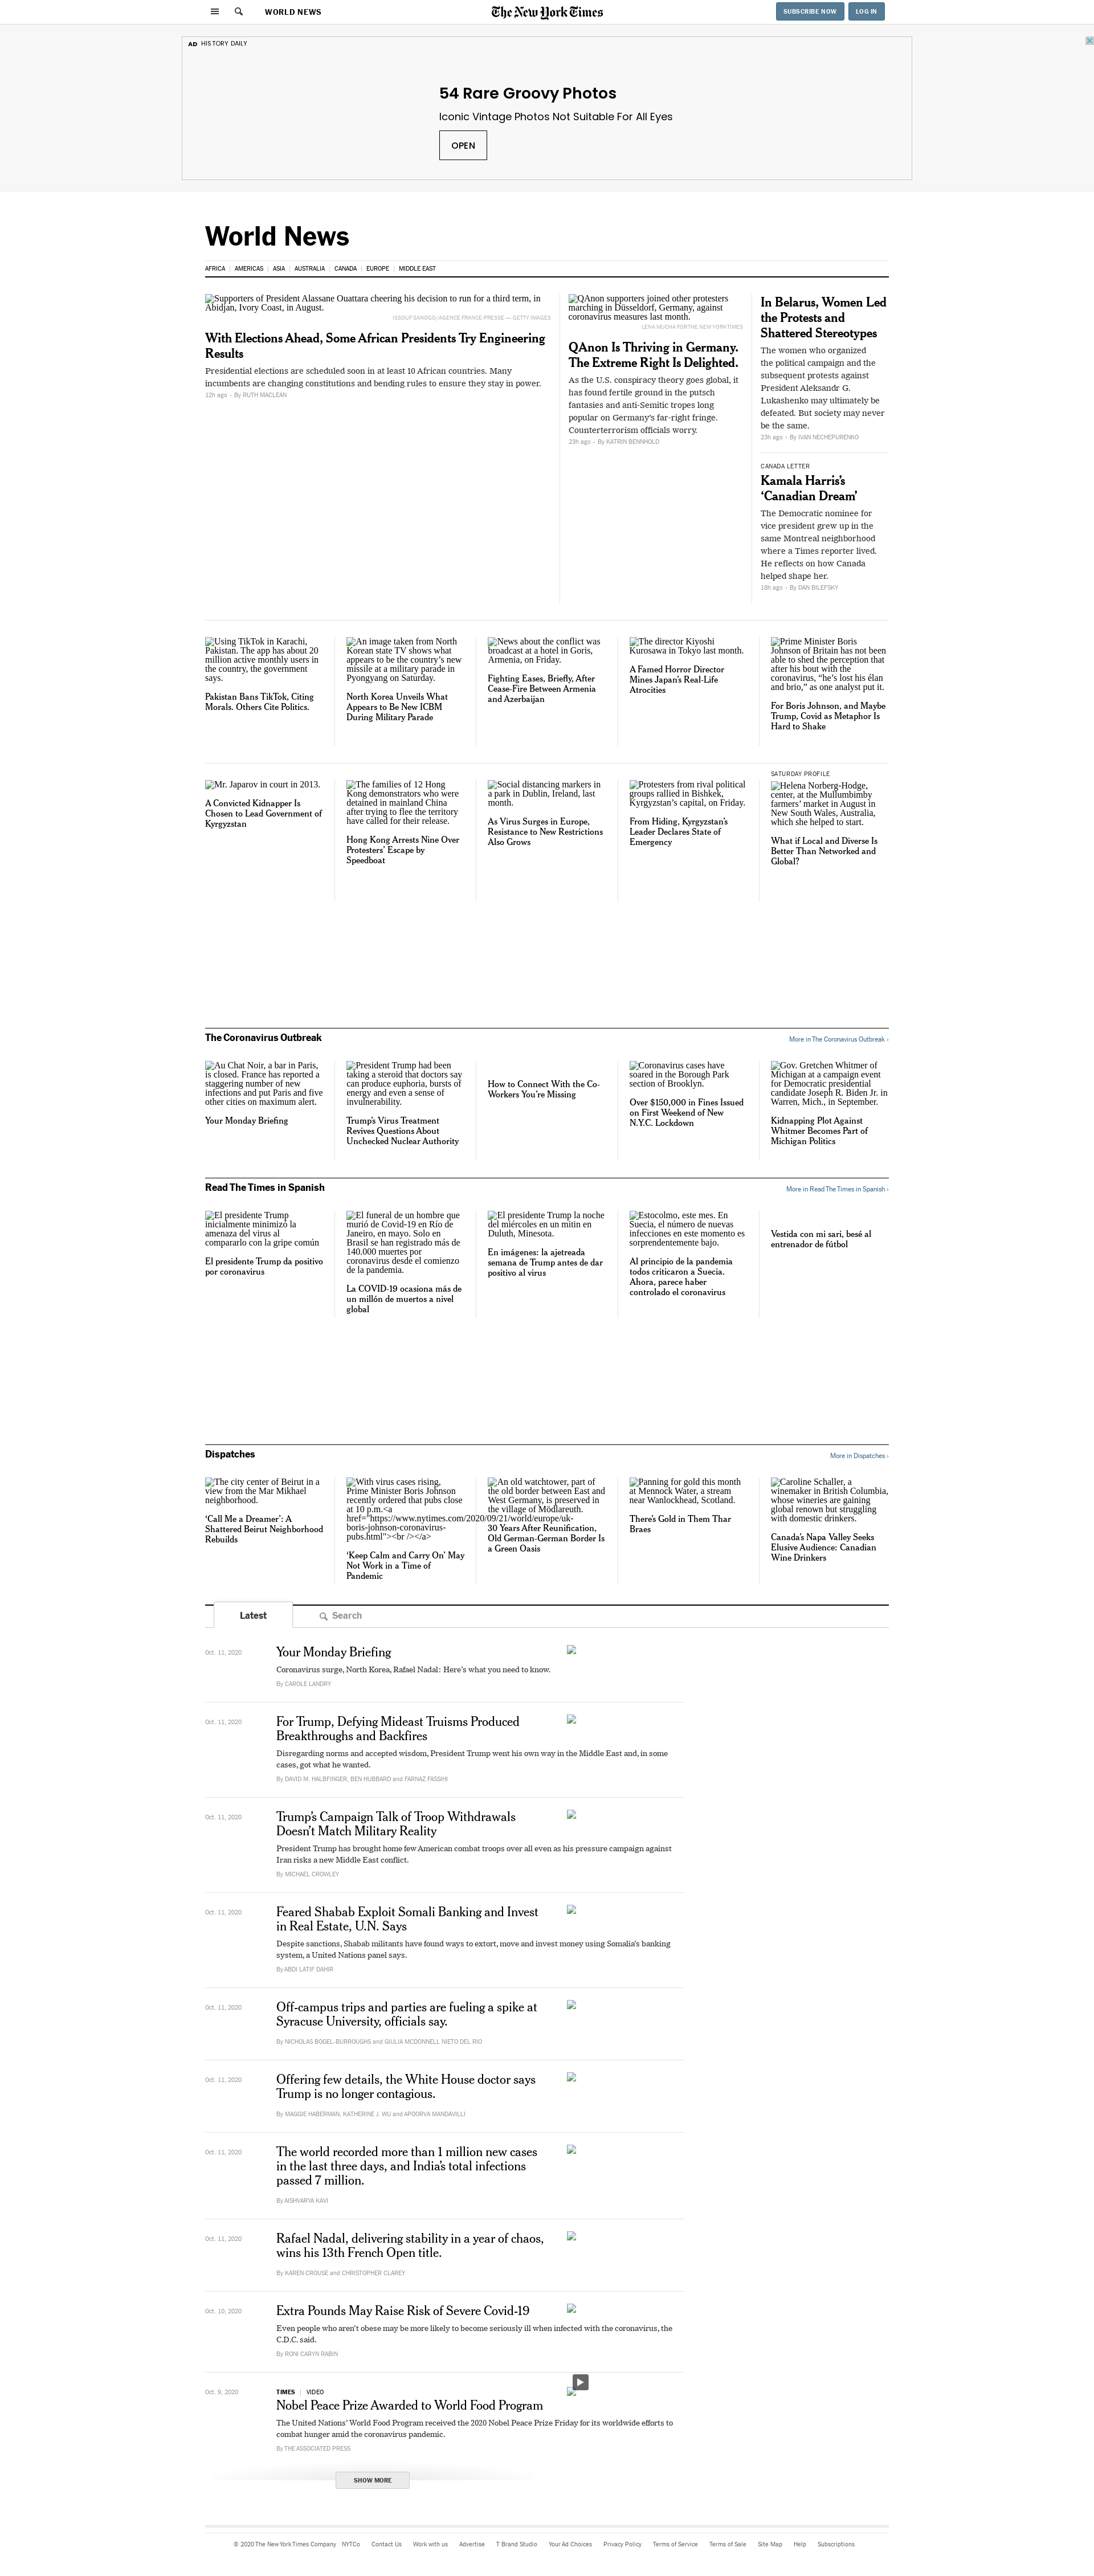 WORLD NEWS
The New York Times
SUBSCRIBE NOW
LOG IN
AD HISTORY DAILY
54 Rare Groovy Photos
Iconic Vintage Photos Not Suitable For All Eyes
OPEN
World News
AFRICA
AMERICAS
ASIA
AUSTRALIA
CANADA
EUROPE
MIDDLE EAST
Supporters of President Alassane Ouattara cheering his decision to run for a third term, in
Abidjan, Ivory Coast, in August.
ISSOUF SANOGO/AGENCE FRANCE-PRESSE — GETTY IMAGES
With Elections Ahead, Some African Presidents Try Engineering
Results
Presidential elections are scheduled soon in at least 10 African countries. Many
incumbents are changing constitutions and bending rules to ensure they stay in power.
12h ago - By RUTH MACLEAN
QAnon supporters joined other protesters
marching in Düsseldorf, Germany, against
coronavirus measures last month.
LENA MUCHA FOR THE NEW YORK TIMES
QAnon Is Thriving in Germany.
The Extreme Right Is Delighted.
As the U.S. conspiracy theory goes global, it
has found fertile ground in the putsch
fantasies and anti-Semitic tropes long
popular on Germany's far-right fringe.
Counterterrorism officials worry.
23h ago - By KATRIN BENNHOLD
In Belarus, Women Led
the Protests and
Shattered Stereotypes
The women who organized
the political campaign and the
subsequent protests against
President Aleksandr G.
Lukashenko may ultimately be
defeated. But society may never
be the same.
23h ago - By IVAN NECHEPURENKO
CANADA LETTER
Kamala Harris's
‘Canadian Dream’
The Democratic nominee for
vice president grew up in the
same Montreal neighborhood
where a Times reporter lived.
He reflects on how Canada
helped shape her.
18h ago - By DAN BILEFSKY
Using TikTok in Karachi,
Pakistan. The app has about 20
million active monthly users in
the country, the government
says.
Pakistan Bans TikTok, Citing
Morals. Others Cite Politics.
An image taken from North
Korean state TV shows what
appears to be the country’s new
missile at a military parade in
Pyongyang on Saturday.
North Korea Unveils What
Appears to Be New ICBM
During Military Parade
News about the conflict was
broadcast at a hotel in Goris,
Armenia, on Friday.
Fighting Eases, Briefly, After
Cease-Fire Between Armenia
and Azerbaijan
The director Kiyoshi
Kurosawa in Tokyo last month.
A Famed Horror Director
Mines Japan’s Real-Life
Atrocities
Prime Minister Boris
Johnson of Britain has not been
able to shed the perception that
after his bout with the
coronavirus, “he’s lost his élan
and brio,” as one analyst put it.
For Boris Johnson, and Maybe
Trump, Covid as Metaphor Is
Hard to Shake
Mr. Japarov in court in 2013.
A Convicted Kidnapper Is
Chosen to Lead Government of
Kyrgyzstan
The families of 12 Hong
Kong demonstrators who were
detained in mainland China
after trying to flee the territory
have called for their release.
Hong Kong Arrests Nine Over
Protesters’ Escape by
Speedboat
Social distancing markers in
a park in Dublin, Ireland, last
month.
As Virus Surges in Europe,
Resistance to New Restrictions
Also Grows
Protesters from rival political
groups rallied in Bishkek,
Kyrgyzstan’s capital, on Friday.
From Hiding, Kyrgyzstan’s
Leader Declares State of
Emergency
SATURDAY PROFILE
Helena Norberg-Hodge,
center, at the Mullumbimby
farmers’ market in August in
New South Wales, Australia,
which she helped to start.
What if Local and Diverse Is
Better Than Networked and
Global?
The Coronavirus Outbreak
More in The Coronavirus Outbreak ›
Au Chat Noir, a bar in Paris,
is closed. France has reported a
staggering number of new
infections and put Paris and five
other cities on maximum alert.
Your Monday Briefing
President Trump had been
taking a steroid that doctors say
can produce euphoria, bursts of
energy and even a sense of
invulnerability.
Trump’s Virus Treatment
Revives Questions About
Unchecked Nuclear Authority
How to Connect With the Co-
Workers You’re Missing
Coronavirus cases have
soared in the Borough Park
section of Brooklyn.
Over $150,000 in Fines Issued
on First Weekend of New
N.Y.C. Lockdown
Gov. Gretchen Whitmer of
Michigan at a campaign event
for Democratic presidential
candidate Joseph R. Biden Jr. in
Warren, Mich., in September.
Kidnapping Plot Against
Whitmer Becomes Part of
Michigan Politics
Read The Times in Spanish
More in Read The Times in Spanish ›
El presidente Trump
inicialmente minimizó la
amenaza del virus al
compararlo con la gripe común
El presidente Trump da positivo
por coronavirus
El funeral de un hombre que
murió de Covid-19 en Río de
Janeiro, en mayo. Solo en
Brasil se han registrado más de
140.000 muertes por
coronavirus desde el comienzo
de la pandemia.
La COVID-19 ocasiona más de
un millón de muertos a nivel
global
El presidente Trump la noche
del miércoles en un mitin en
Duluth, Minesota.
En imágenes: la ajetreada
semana de Trump antes de dar
positivo al virus
Estocolmo, este mes. En
Suecia, el número de nuevas
infecciones en este momento es
sorprendentemente bajo.
Al principio de la pandemia
todos criticaron a Suecia.
Ahora, parece haber
controlado el coronavirus
Vestida con mi sari, besé al
entrenador de fútbol
Dispatches
More in Dispatches ›
The city center of Beirut in a
view from the Mar Mikhael
neighborhood.
‘Call Me a Dreamer’: A
Shattered Beirut Neighborhood
Rebuilds
With virus cases rising,
Prime Minister Boris Johnson
recently ordered that pubs close
at 10 p.m.<a
href="https://www.nytimes.com/2020/09/21/world/europe/uk-
boris-johnson-coronavirus-
pubs.html"><br /></a>
‘Keep Calm and Carry On’ May
Not Work in a Time of
Pandemic
An old watchtower, part of
the old border between East and
West Germany, is preserved in
the village of Mödlareuth.
30 Years After Reunification,
Old German-German Border Is
a Green Oasis
Panning for gold this month
at Mennock Water, a stream
near Wanlockhead, Scotland.
There’s Gold in Them Thar
Braes
Caroline Schaller, a
winemaker in British Columbia,
whose wineries are gaining
global renown but struggling
with domestic drinkers.
Canada’s Napa Valley Seeks
Elusive Audience: Canadian
Wine Drinkers
Latest
Search
Oct. 11, 2020
Your Monday Briefing
Coronavirus surge, North Korea, Rafael Nadal: Here’s what you need to know.
By CAROLE LANDRY
Oct. 11, 2020
For Trump, Defying Mideast Truisms Produced
Breakthroughs and Backfires
Disregarding norms and accepted wisdom, President Trump went his own way in the Middle East and, in some
cases, got what he wanted.
By DAVID M. HALBFINGER, BEN HUBBARD and FARNAZ FASSIHI
Oct. 11, 2020
Trump’s Campaign Talk of Troop Withdrawals
Doesn’t Match Military Reality
President Trump has brought home few American combat troops over all even as his pressure campaign against
Iran risks a new Middle East conflict.
By MICHAEL CROWLEY
Oct. 11, 2020
Feared Shabab Exploit Somali Banking and Invest
in Real Estate, U.N. Says
Despite sanctions, Shabab militants have found ways to extort, move and invest money using Somalia’s banking
system, a United Nations panel says.
By ABDI LATIF DAHIR
Oct. 11, 2020
Off-campus trips and parties are fueling a spike at
Syracuse University, officials say.
By NICHOLAS BOGEL-BURROUGHS and GIULIA MCDONNELL NIETO DEL RIO
Oct. 11, 2020
Offering few details, the White House doctor says
Trump is no longer contagious.
By MAGGIE HABERMAN, KATHERINE J. WU and APOORVA MANDAVILLI
Oct. 11, 2020
The world recorded more than 1 million new cases
in the last three days, and India’s total infections
passed 7 million.
By AISHVARYA KAVI
Oct. 11, 2020
Rafael Nadal, delivering stability in a year of chaos,
wins his 13th French Open title.
By KAREN CROUSE and CHRISTOPHER CLAREY
Oct. 10, 2020
Extra Pounds May Raise Risk of Severe Covid-19
Even people who aren’t obese may be more likely to become seriously ill when infected with the coronavirus, the
C.D.C. said.
By RONI CARYN RABIN
Oct. 9, 2020
TIMES VIDEO
Nobel Peace Prize Awarded to World Food Program
The United Nations’ World Food Program received the 2020 Nobel Peace Prize Friday for its worldwide efforts to
combat hunger amid the coronavirus pandemic.
By THE ASSOCIATED PRESS
SHOW MORE
© 2020 The New York Times Company
NYTCo
Contact Us
Work with us
Advertise
T Brand Studio
Your Ad Choices
Privacy Policy
Terms of Service
Terms of Sale
Site Map
Help
Subscriptions